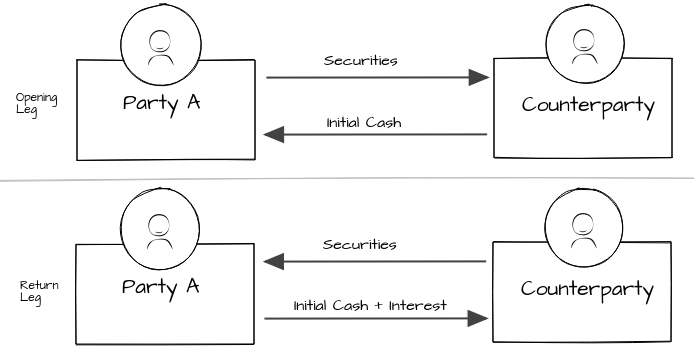 Securities
Opening
Leg
Party A
Counterparty
Initial Cash
Securities
Return
Leg
Party A
Counterparty
Initial Cash + Interest